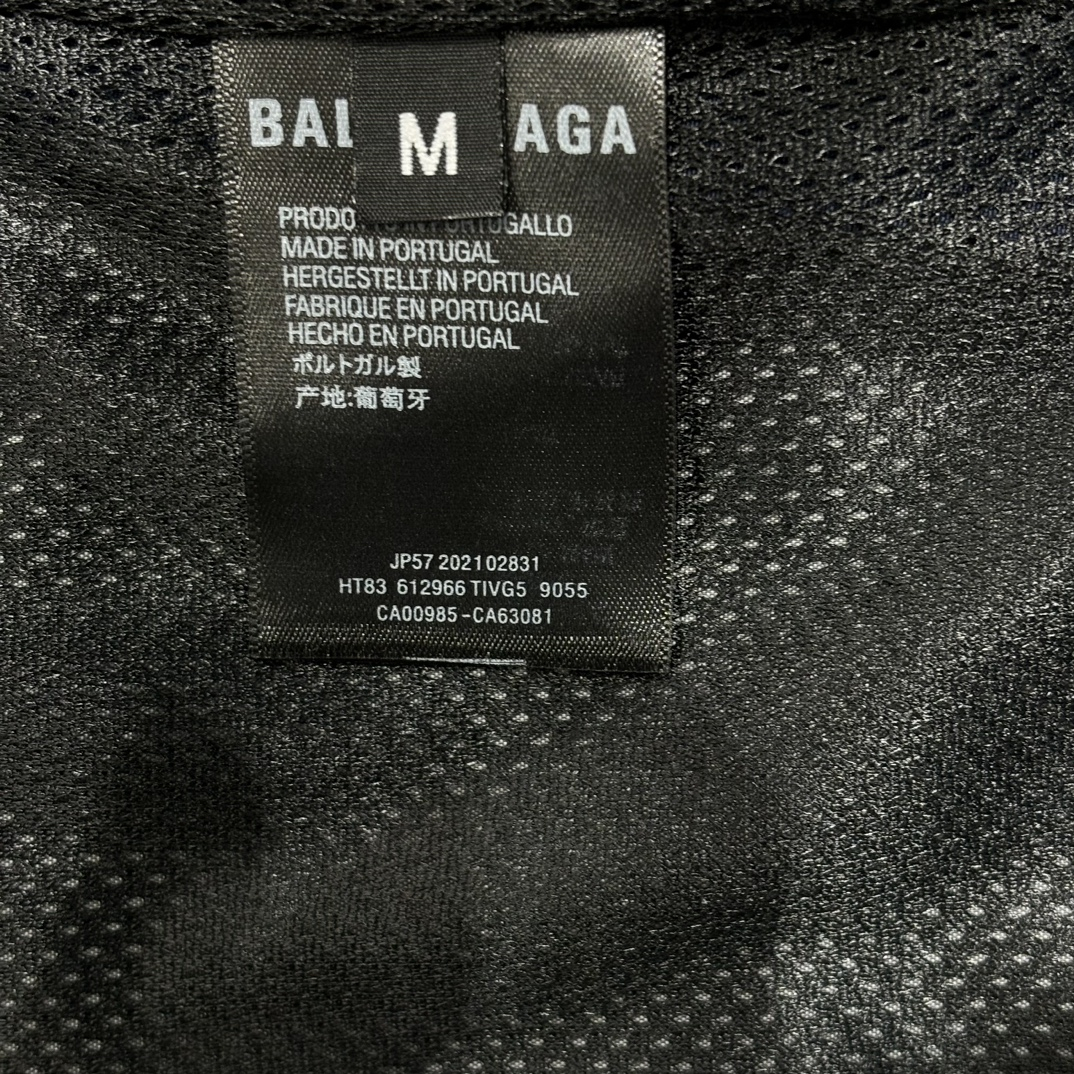 BAL AGA
M
PRODO IN PORTUGALLO
MADE IN PORTUGAL
HERGESTELLT IN PORTUGAL
FABRIQUE EN PORTUGAL
HECHO EN PORTUGAL
ポルトガル製
产地:葡萄牙
JP57 202102831
HT83 612966 TIVG5 9055
CA00985-CA63081